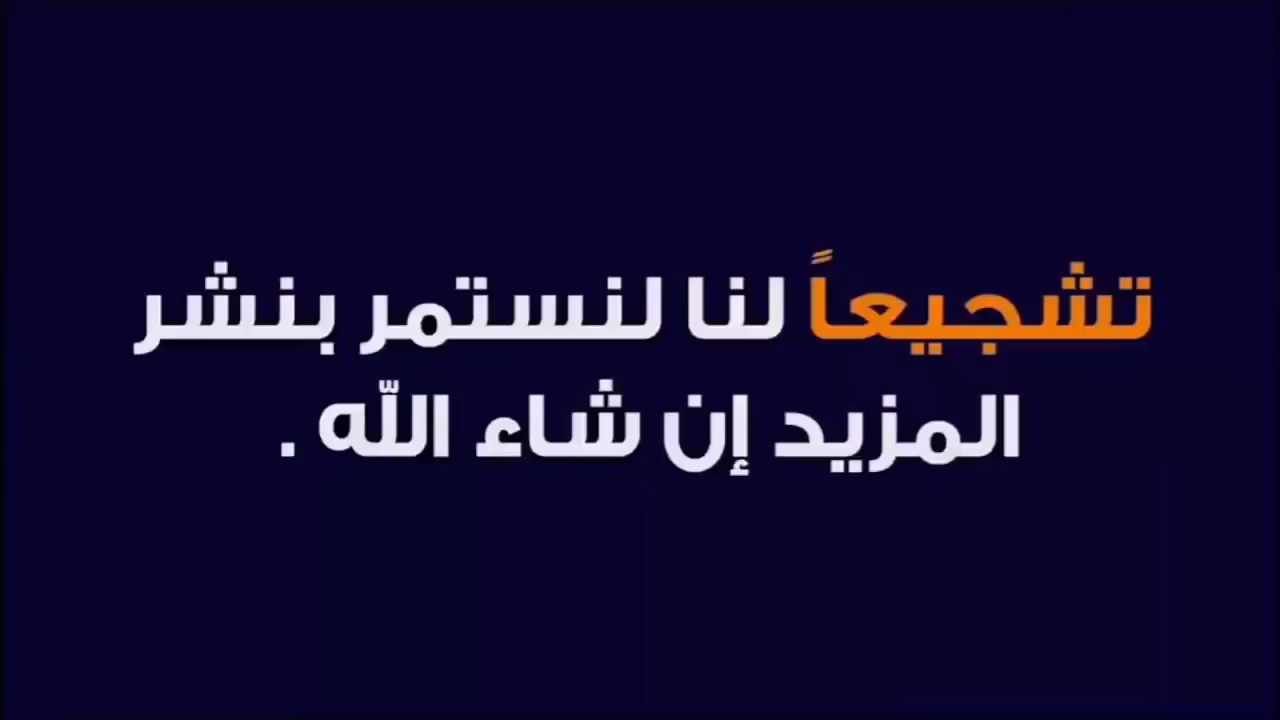 تشجيعاً لنا لنستمر بنشر
المزيد إن شاء اللّه .